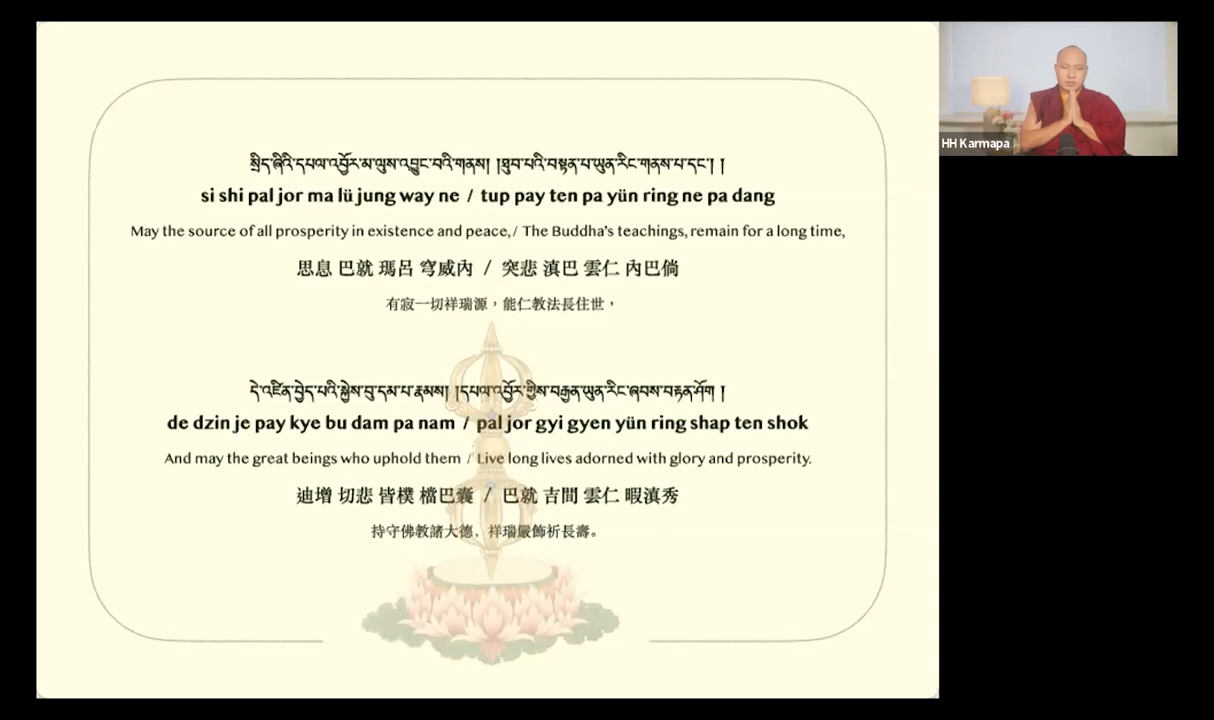 སྲིད་ཞིའི་དཔལ་འབྱོར་མ་ལུས་འབྱུང་བའི་གནས། །ཐུབ་པའི་བསྟན་པ་ཡུན་རིང་གནས་པ་དང་། །
si shi pal jor ma lü jung way ne / tup pay ten pa yün ring ne pa dang
May the source of all prosperity in existence and peace, / The Buddha's teachings, remain for a long time,
思息 巴就 瑪呂 穹威內 / 突悲 滇巴 雲仁 內巴倘
有寂一切祥瑞源，能仁教法長住世，
དེ་འཛིན་བྱེད་པའི་སྐྱེས་བུ་དམ་པ་རྣམས། །དཔལ་འབྱོར་གྱིས་བརྒྱན་ཡུན་རིང་ཞབས་བརྟན་ཤོག །
de dzin je pay kye bu dam pa nam / pal jor gyi gyen yün ring shap ten shok
And may the great beings who uphold them / Live long lives adorned with glory and prosperity.
迪增 切悲 皆樸 檔巴囊 / 巴就 吉間 雲仁 暇滇秀
持守佛教諸大德，祥瑞嚴飾祈長壽。
HH Karmapa